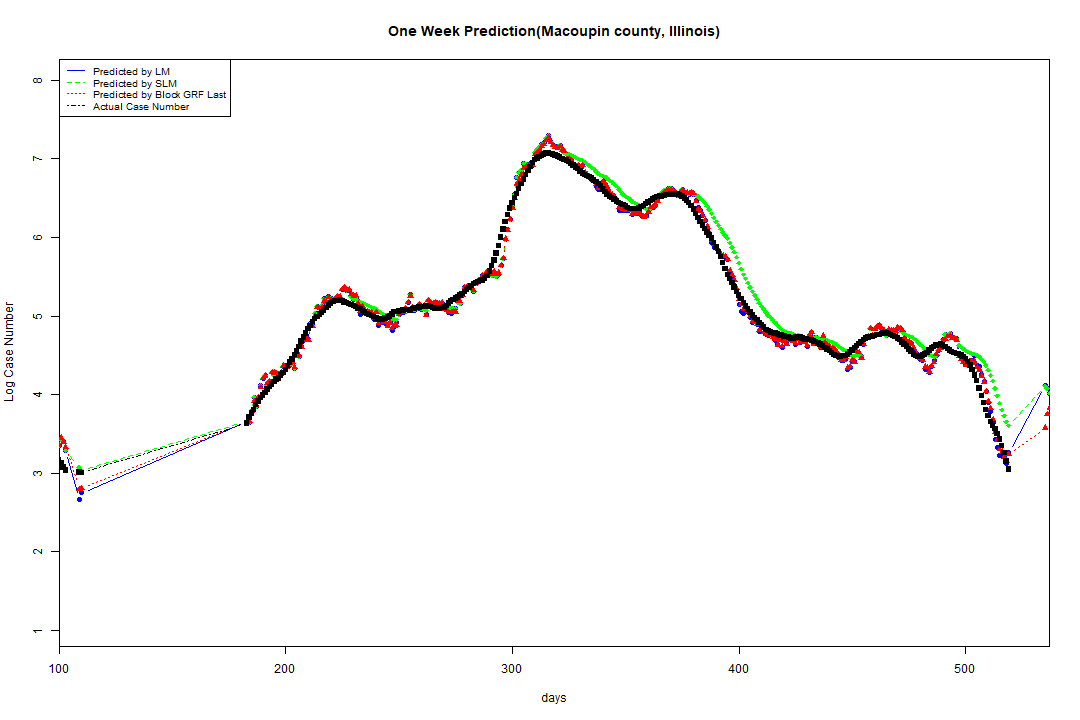 One Week Prediction(Macoupin county, Illinois)
Predicted by LM
Predicted by SLM
Predicted by Block GRF Last
Actual Case Number
8
7
6
5
4
3
2
1
Log Case Number
100 200 300 400 500
days